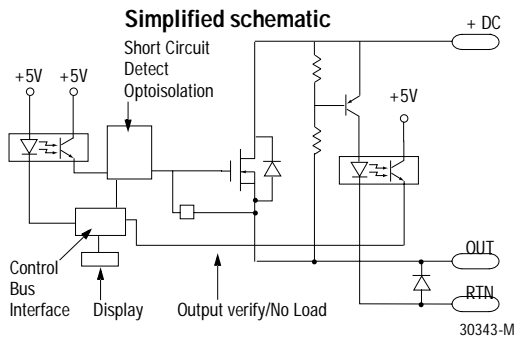 Simplified schematic
+ DC
Short Circuit
Detect
Optoisolation
+5V +5V
+5V
OUT
Control
Bus
Interface
Display
Output verify/No Load
RTN
30343-M